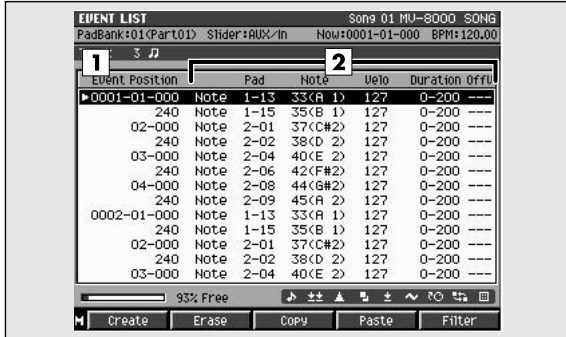 EVENT LIST Song 01 MV-8000 SONG
PadBank:01(Part01) Slider:AUX/In Now:0001-01-000 BPM:120.00
3
1 2
Event Position Pad Note Velo Duration OffV
0001-01-000 Note 1-13 33(A 1) 127 0-200 ---
240 Note 1-15 35(B 1) 127 0-200 ---
02-000 Note 2-01 37(C#2) 127 0-200 ---
240 Note 2-02 38(D 2) 127 0-200 ---
03-000 Note 2-04 40(E 2) 127 0-200 ---
240 Note 2-06 42(F#2) 127 0-200 ---
04-000 Note 2-08 44(G#2) 127 0-200 ---
240 Note 2-09 45(A 2) 127 0-200 ---
0002-01-000 Note 1-13 33(A 1) 127 0-200 ---
240 Note 1-15 35(B 1) 127 0-200 ---
02-000 Note 2-01 37(C#2) 127 0-200 ---
240 Note 2-02 38(D 2) 127 0-200 ---
03-000 Note 2-04 40(E 2) 127 0-200 ---
93% Free
M Create Erase Copy Paste Filter